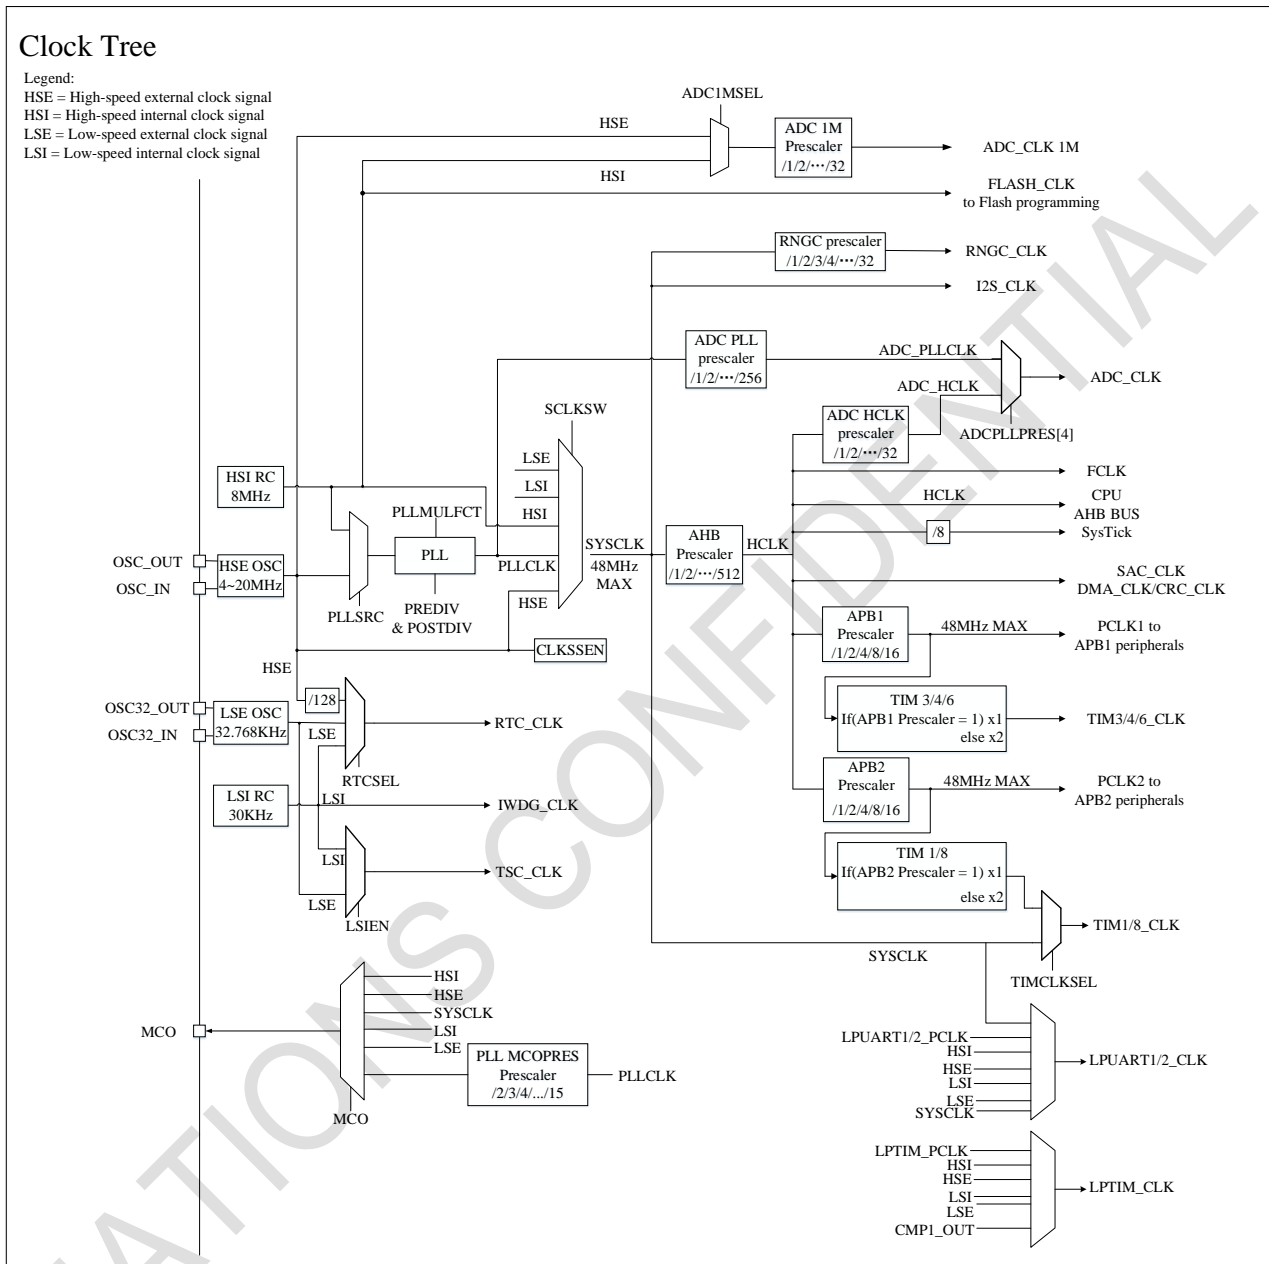 Clock Tree
Legend:
HSE = High-speed external clock signal
HSI = High-speed internal clock signal
LSE = Low-speed external clock signal
LSI = Low-speed internal clock signal
ADC1MSEL
HSE
ADC 1M
Prescaler
/1/2/···/32
ADC_CLK 1M
HSI
FLASH_CLK
to Flash programming
RNGC prescaler
/1/2/3/4/···/32
RNGC_CLK
I2S_CLK
ADC PLL
prescaler
/1/2/···/256
ADC_PLLCLK
ADC_CLK
ADC_HCLK
ADCPLLPRES[4]
SCLKSW
ADC HCLK
prescaler
/1/2/···/32
LSE
LSI
HSI
HSI RC
8MHz
FCLK
HCLK
CPU
AHB BUS
PLLMULFCT
/8
SysTick
OSC_OUT
OSC_IN
HSE OSC
4~20MHz
PLL
PLLCLK
SYSCLK
48MHz
MAX
AHB
Prescaler
/1/2/···/512
HCLK
SAC_CLK
DMA_CLK/CRC_CLK
PLLSRC
PREDIV
& POSTDIV
HSE
APB1
Prescaler
/1/2/4/8/16
48MHz MAX
PCLK1 to
APB1 peripherals
CLKSSEN
HSE
/128
OSC32_OUT
OSC32_IN
LSE OSC
32.768KHz
LSE
RTC_CLK
TIM 3/4/6
If(APB1 Prescaler = 1) x1
else x2
TIM3/4/6_CLK
RTCSEL
APB2
Prescaler
/1/2/4/8/16
48MHz MAX
PCLK2 to
APB2 peripherals
LSI RC
30KHz
LSI
IWDG_CLK
LSI
TSC_CLK
LSE
LSIEN
TIM 1/8
If(APB2 Prescaler = 1) x1
else x2
TIM1/8_CLK
SYSCLK
TIMCLKSEL
HSI
HSE
SYSCLK
LSI
LSE
MCO
PLL MCOPRES
Prescaler
/2/3/4/.../15
PLLCLK
MCO
LPUART1/2_PCLK
HSI
HSE
LSI
LSE
SYSCLK
LPUART1/2_CLK
LPTIM_PCLK
HSI
HSE
LSI
LSE
CMP1_OUT
LPTIM_CLK
ATIONS CONFIDENTIAL